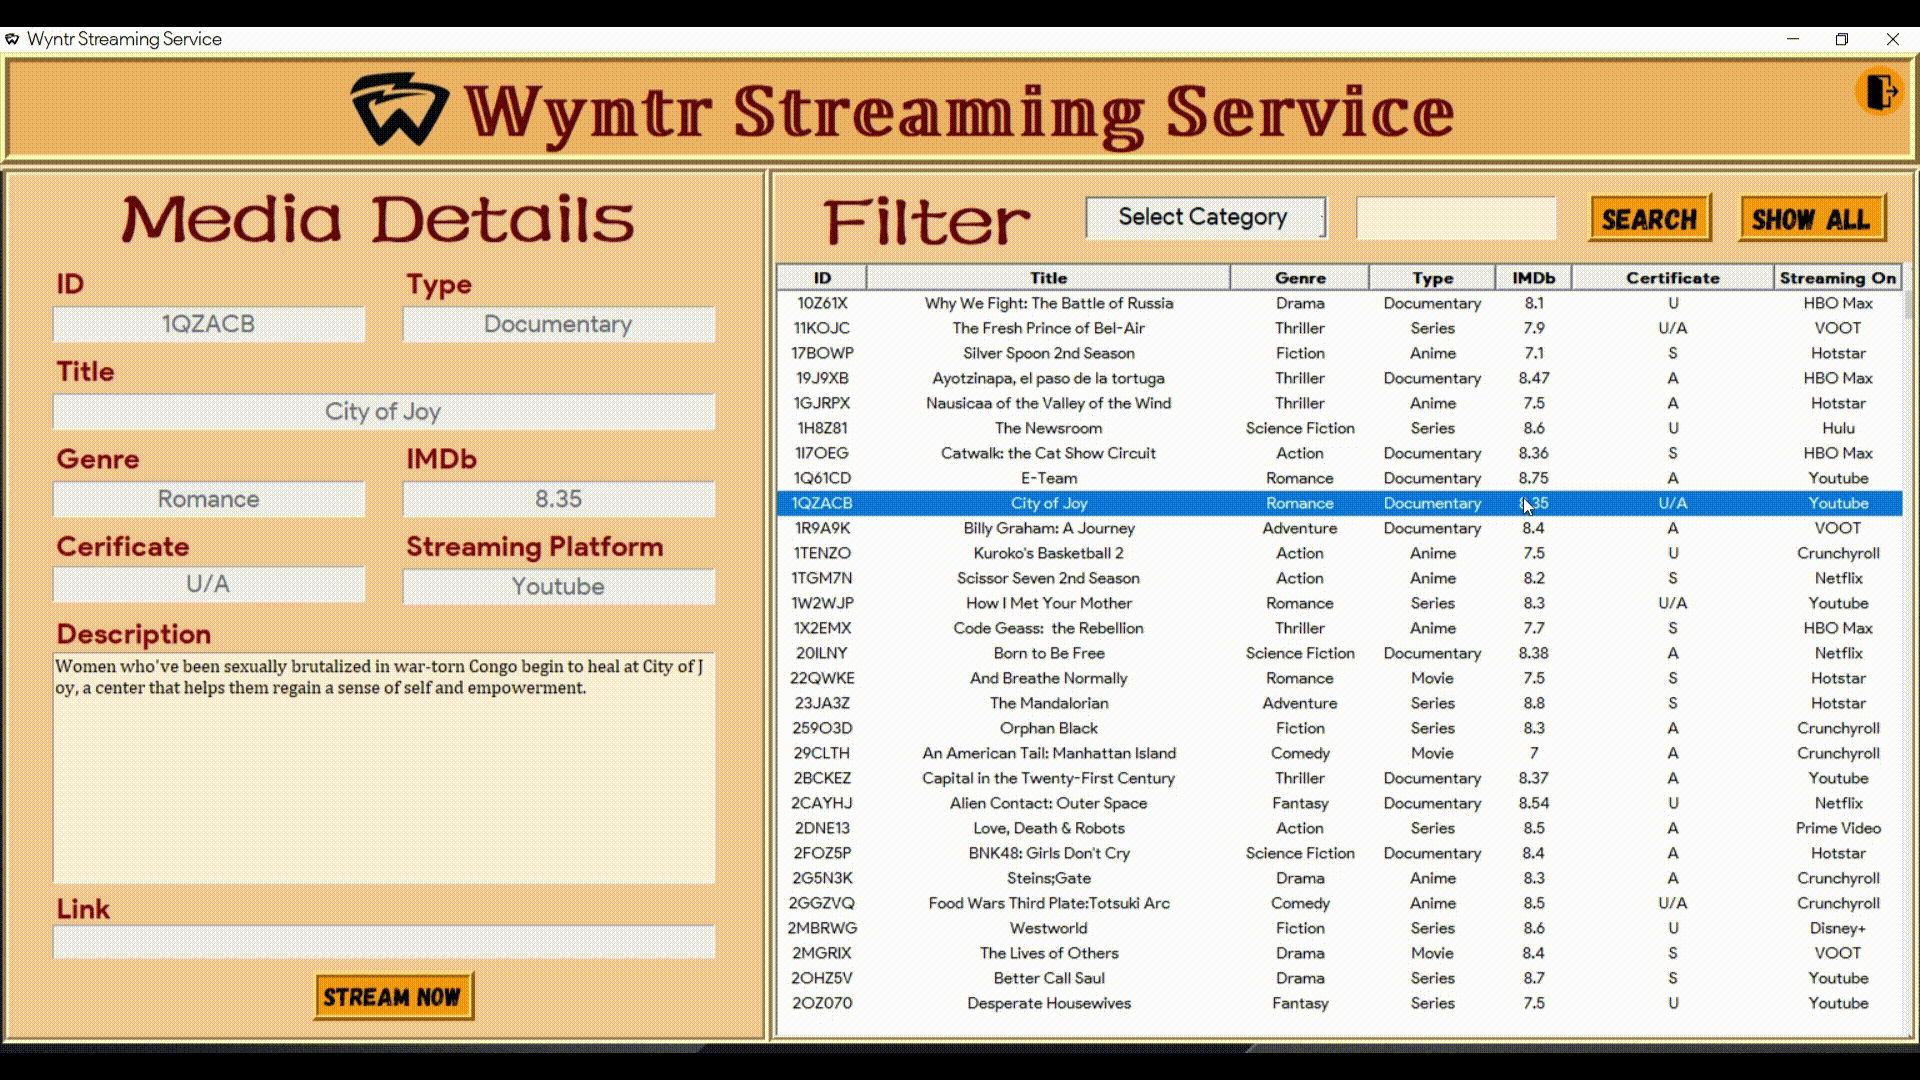 Wyntr Streaming Service
Wyntr Streaming Service
Media Details
ID Type
1QZACB Documentary
Title
City of Joy
Genre IMDb
Romance 8.35
Cerificate Streaming Platform
U/A Youtube
Description
Women who've been sexually brutalized in war-torn Congo begin to heal at City of J
oy, a center that helps them regain a sense of self and empowerment.
Link
STREAM NOW
Filter Select Category SEARCH SHOW ALL
ID Title Genre Type IMDb Certificate Streaming On
10Z61X Why We Fight: The Battle of Russia Drama Documentary 8.1 U HBO Max
11KOJC The Fresh Prince of Bel-Air Thriller Series 7.9 U/A VOOT
17BOWP Silver Spoon 2nd Season Fiction Anime 7.1 S Hotstar
19J9XB Ayotzinapa, el paso de la tortuga Thriller Documentary 8.47 A HBO Max
1GJRPX Nausicaa of the Valley of the Wind Thriller Anime 7.5 A Hotstar
1H8Z81 The Newsroom Science Fiction Series 8.6 U Hulu
1I7OEG Catwalk: the Cat Show Circuit Action Documentary 8.36 S HBO Max
1Q61CD E-Team Romance Documentary 8.75 A Youtube
1QZACB City of Joy Romance Documentary 8.35 U/A Youtube
1R9A9K Billy Graham: A Journey Adventure Documentary 8.4 A VOOT
1TENZO Kuroko's Basketball 2 Action Anime 7.5 U Crunchyroll
1TGM7N Scissor Seven 2nd Season Action Anime 8.2 S Netflix
1W2WJP How I Met Your Mother Romance Series 8.3 U/A Youtube
1X2EMX Code Geass: the Rebellion Thriller Anime 7.7 S HBO Max
20ILNY Born to Be Free Science Fiction Documentary 8.38 A Netflix
22QWKE And Breathe Normally Romance Movie 7.5 S Hotstar
23JA3Z The Mandalorian Adventure Series 8.8 S Hotstar
259O3D Orphan Black Fiction Series 8.3 A Crunchyroll
29CLTH An American Tail: Manhattan Island Comedy Movie 7 A Crunchyroll
2BCKEZ Capital in the Twenty-First Century Thriller Documentary 8.37 A Youtube
2CAYHJ Alien Contact: Outer Space Fantasy Documentary 8.54 U Netflix
2DNE13 Love, Death & Robots Action Series 8.5 A Prime Video
2FOZ5P BNK48: Girls Don't Cry Science Fiction Documentary 8.4 A Hotstar
2G5N3K Steins;Gate Drama Anime 8.3 A Crunchyroll
2GGZVQ Food Wars Third Plate:Totsuki Arc Comedy Anime 8.5 U/A Crunchyroll
2MBRWG Westworld Fiction Series 8.6 U Disney+
2MGRIX The Lives of Others Drama Movie 8.4 S VOOT
2OHZ5V Better Call Saul Drama Series 8.7 S Youtube
2OZ070 Desperate Housewives Fantasy Series 7.5 U Youtube